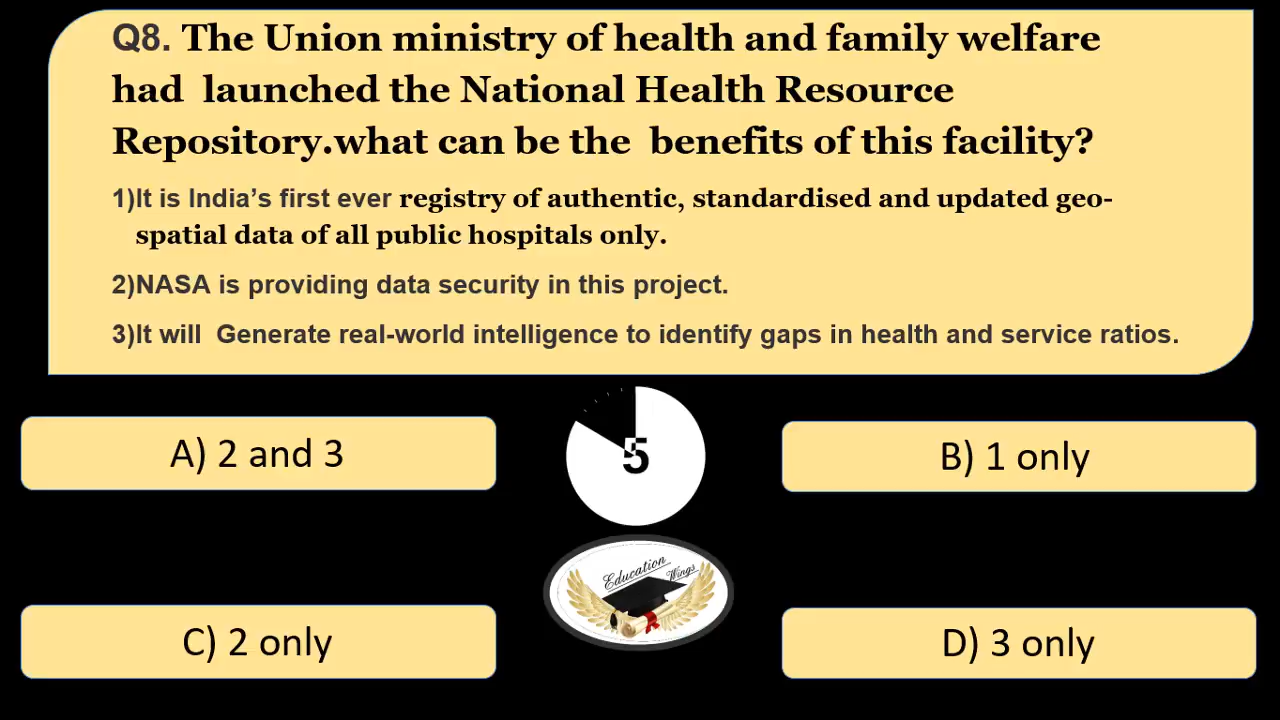 Q8. The Union ministry of health and family welfare
had launched the National Health Resource
Repository.what can be the benefits of this facility?
1)It is India's first ever registry of authentic, standardised and updated geo-
spatial data of all public hospitals only.
2)NASA is providing data security in this project.
3)It will Generate real-world intelligence to identify gaps in health and service ratios.
A) 2 and 3
5
B) 1 only
Education
Wings
C) 2 only
D) 3 only